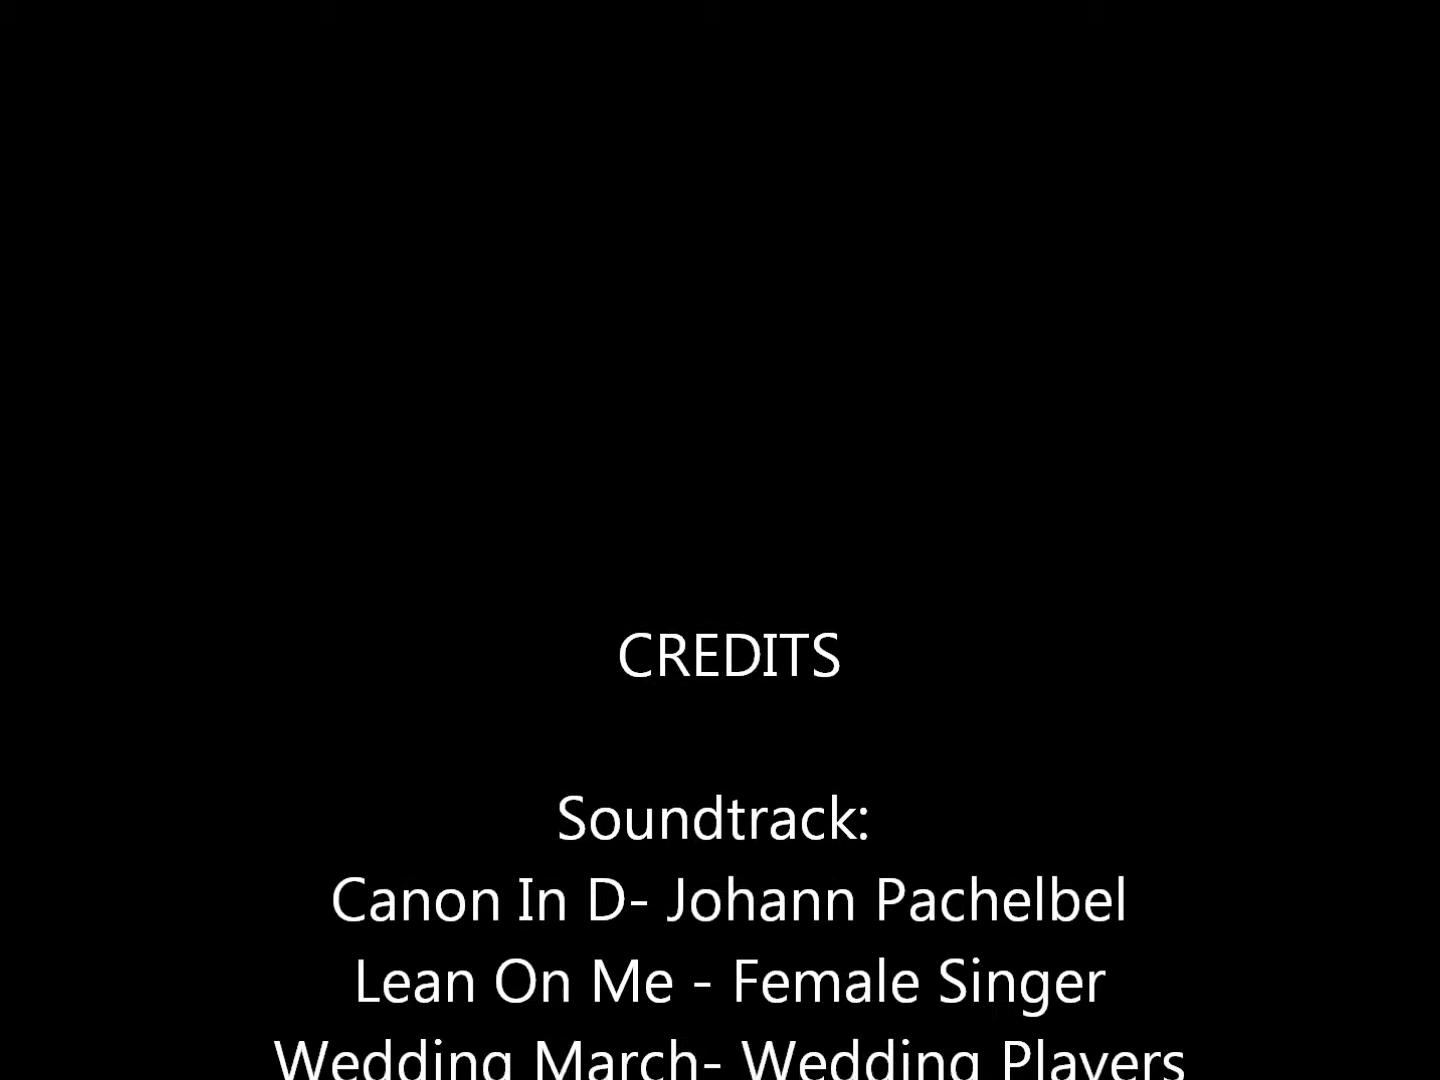 CREDITS
Soundtrack:
Canon In D- Johann Pachelbel
Lean On Me - Female Singer
Wedding March- Wedding Players